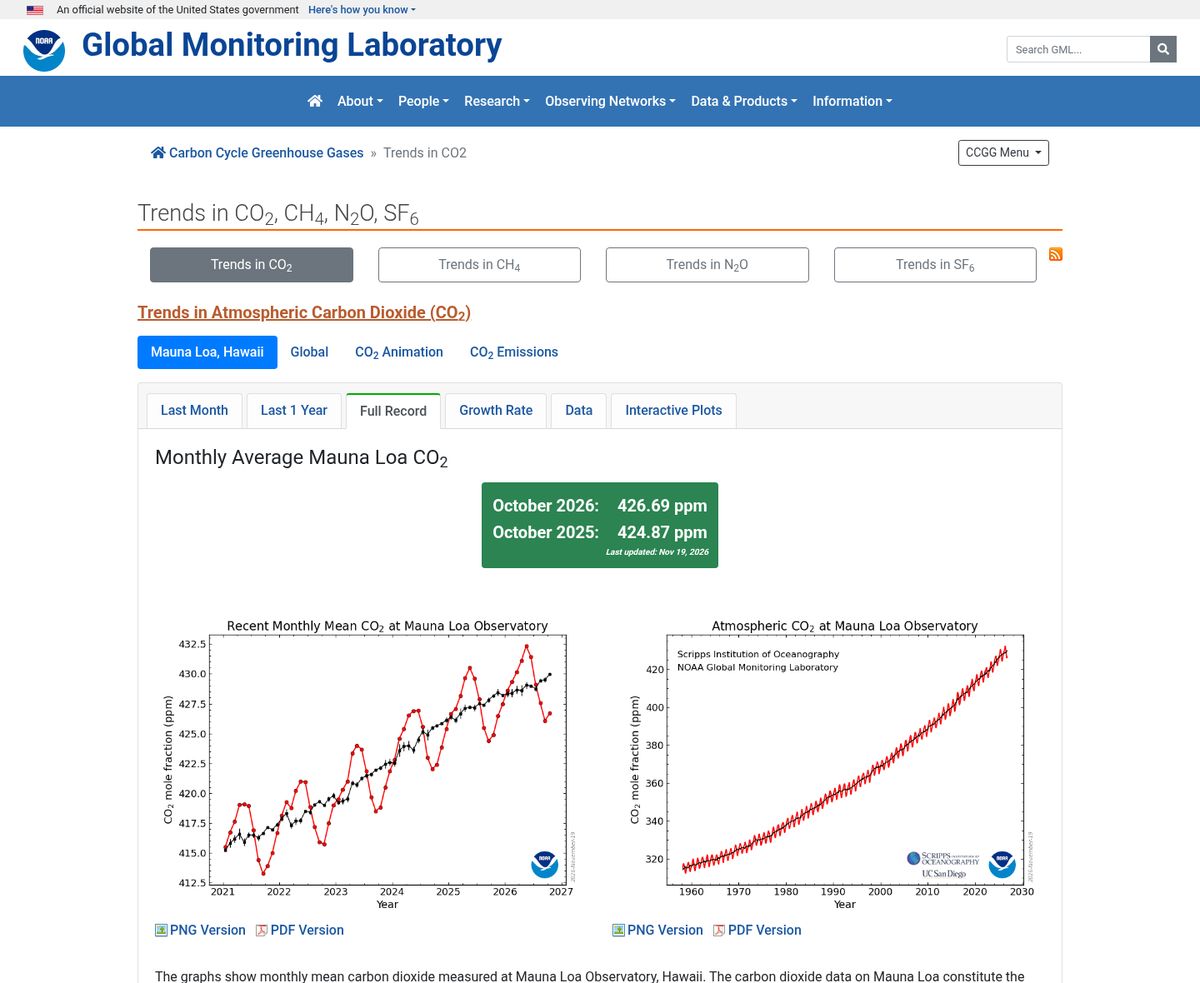 An official website of the United States government Here's how you know
NOAA
Global Monitoring Laboratory
Search GML...
About People Research Observing Networks Data & Products Information
Carbon Cycle Greenhouse Gases » Trends in CO2
CCGG Menu
Trends in CO₂, CH₄, N₂O, SF₆
Trends in CO₂ Trends in CH₄ Trends in N₂O Trends in SF₆
Trends in Atmospheric Carbon Dioxide (CO₂)
Mauna Loa, Hawaii Global CO₂ Animation CO₂ Emissions
Last Month Last 1 Year Full Record Growth Rate Data Interactive Plots
Monthly Average Mauna Loa CO₂
October 2026: 426.69 ppm
October 2025: 424.87 ppm
Last updated: Nov 19, 2026
Recent Monthly Mean CO₂ at Mauna Loa Observatory
CO₂ mole fraction (ppm)
432.5
430.0
427.5
425.0
422.5
420.0
417.5
415.0
412.5
2021 2022 2023 2024 2025 2026 2027
Year
NOAA
2026-November-19
Atmospheric CO₂ at Mauna Loa Observatory
Scripps Institution of Oceanography
NOAA Global Monitoring Laboratory
CO₂ mole fraction (ppm)
420
400
380
360
340
320
1960 1970 1980 1990 2000 2010 2020 2030
Year
SCRIPPS INSTITUTION OF
OCEANOGRAPHY
UC San Diego
NOAA
2026-November-19
PNG Version PDF Version
PNG Version PDF Version
The graphs show monthly mean carbon dioxide measured at Mauna Loa Observatory, Hawaii. The carbon dioxide data on Mauna Loa constitute the